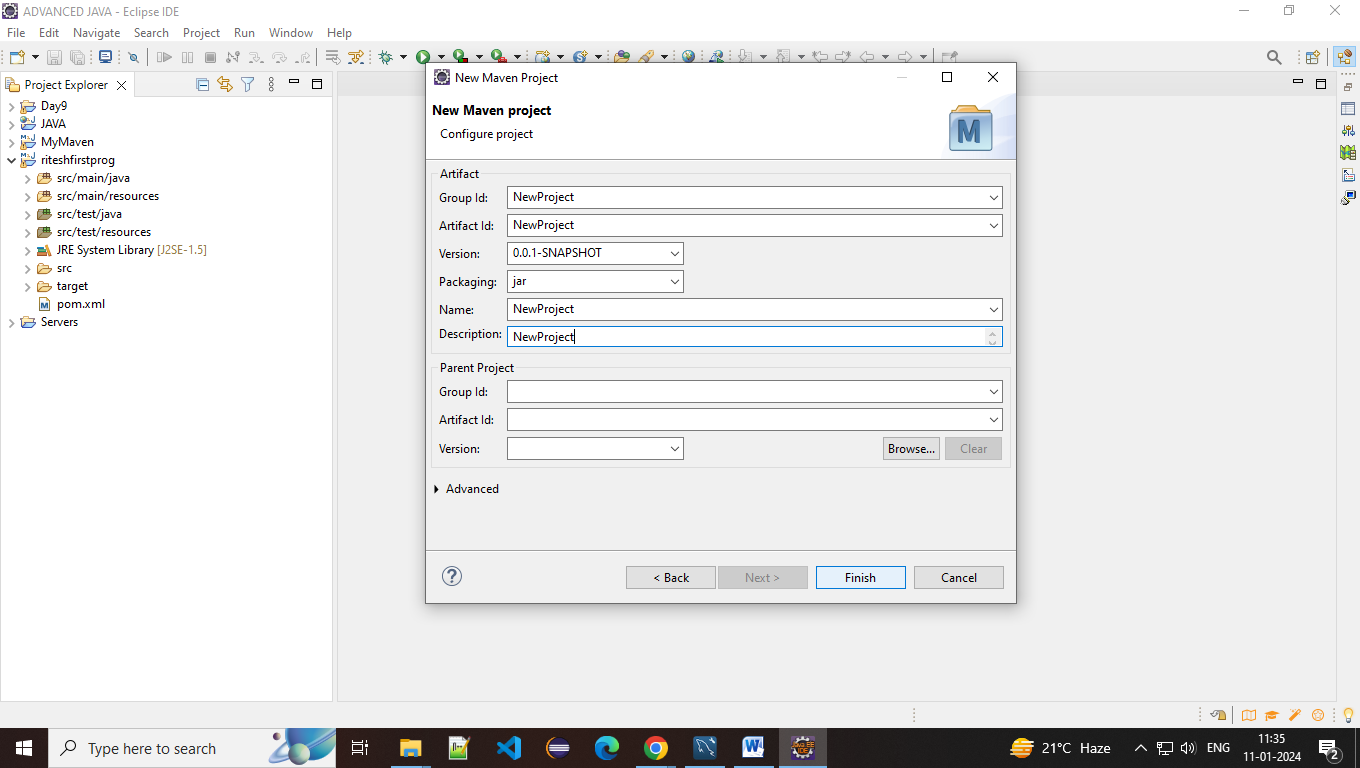 ADVANCED JAVA - Eclipse IDE
File Edit Navigate Search Project Run Window Help
Project Explorer
Day9
JAVA
MyMaven
riteshfirstprog
src/main/java
src/main/resources
src/test/java
src/test/resources
JRE System Library [J2SE-1.5]
src
target
pom.xml
Servers
New Maven Project
New Maven project
Configure project
M
Artifact
Group Id: NewProject
Artifact Id: NewProject
Version: 0.0.1-SNAPSHOT
Packaging: jar
Name: NewProject
Description: NewProject
Parent Project
Group Id:
Artifact Id:
Version: Browse... Clear
Advanced
? < Back Next > Finish Cancel
Type here to search
21°C Haze ENG
11:35
11-01-2024
2